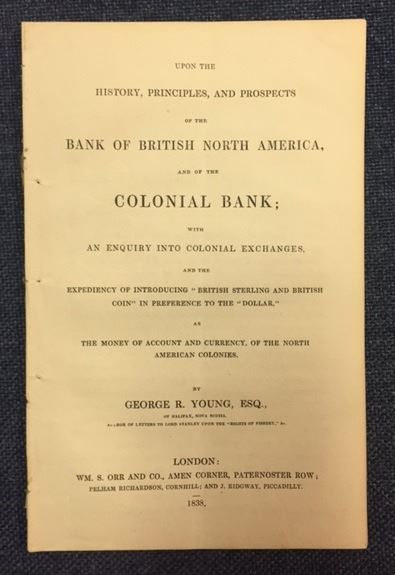 UPON THE
HISTORY, PRINCIPLES, AND PROSPECTS
OF THE
BANK OF BRITISH NORTH AMERICA,
AND OF THE
COLONIAL BANK;
WITH
AN ENQUIRY INTO COLONIAL EXCHANGES,
AND THE
EXPEDIENCY OF INTRODUCING "BRITISH STERLING AND BRITISH
COIN" IN PREFERENCE TO THE "DOLLAR,"
AS
THE MONEY OF ACCOUNT AND CURRENCY, OF THE NORTH
AMERICAN COLONIES.
BY
GEORGE R. YOUNG, ESQ.,
OF HALIFAX, NOVA SCOTIA.
OF LETTERS TO LORD STANLEY UPON THE "RIGHTS OF FISHERY," &c.
LONDON:
WM. S. ORR AND CO., AMEN CORNER, PATERNOSTER ROW;
PELHAM RICHARDSON, CORNHILL; AND J. RIDGWAY, PICCADILLY.
1838.